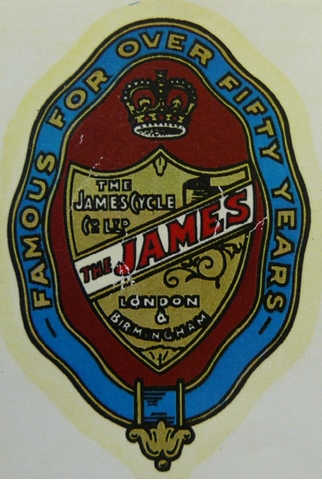 - FAMOUS FOR OVER FIFTY YEARS -
THE
JAMES CYCLE
Co LTD
THE JAMES
LONDON
&
BIRMINGHAM